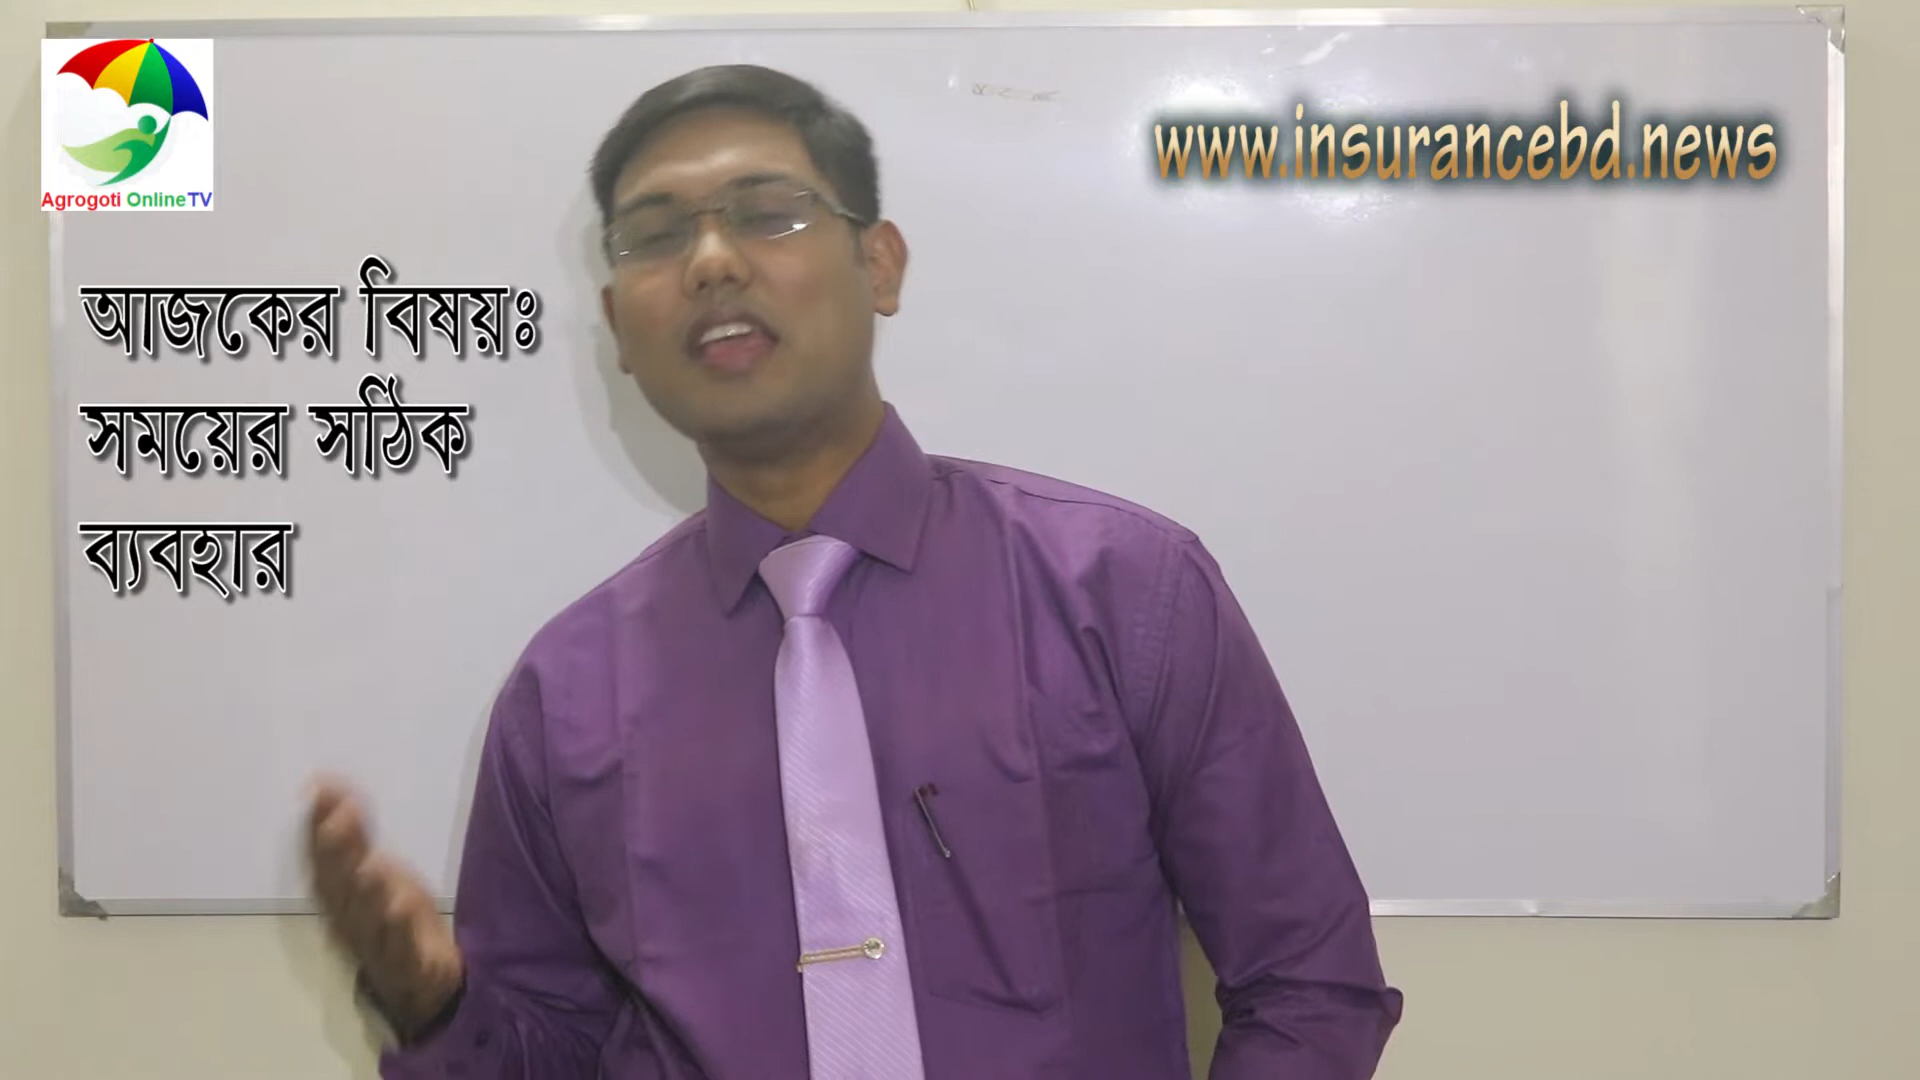 Agrogoti OnlineTV
www.insurancebd.news
আজকের বিষয়ঃ
সময়ের সঠিক
ব্যবহার